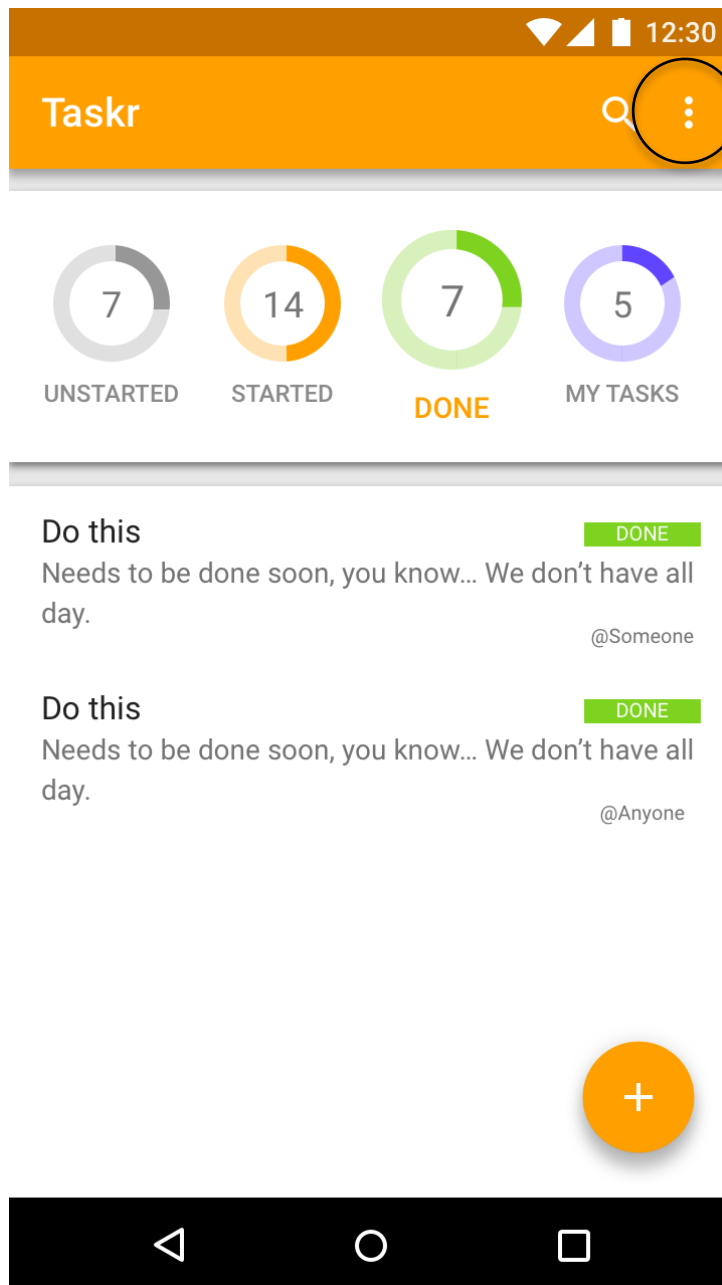 12:30
Taskr
7
14
7
5
UNSTARTED
STARTED
DONE
MY TASKS
Do this
DONE
Needs to be done soon, you know… We don’t have all
day.
@Someone
Do this
DONE
Needs to be done soon, you know… We don’t have all
day.
@Anyone